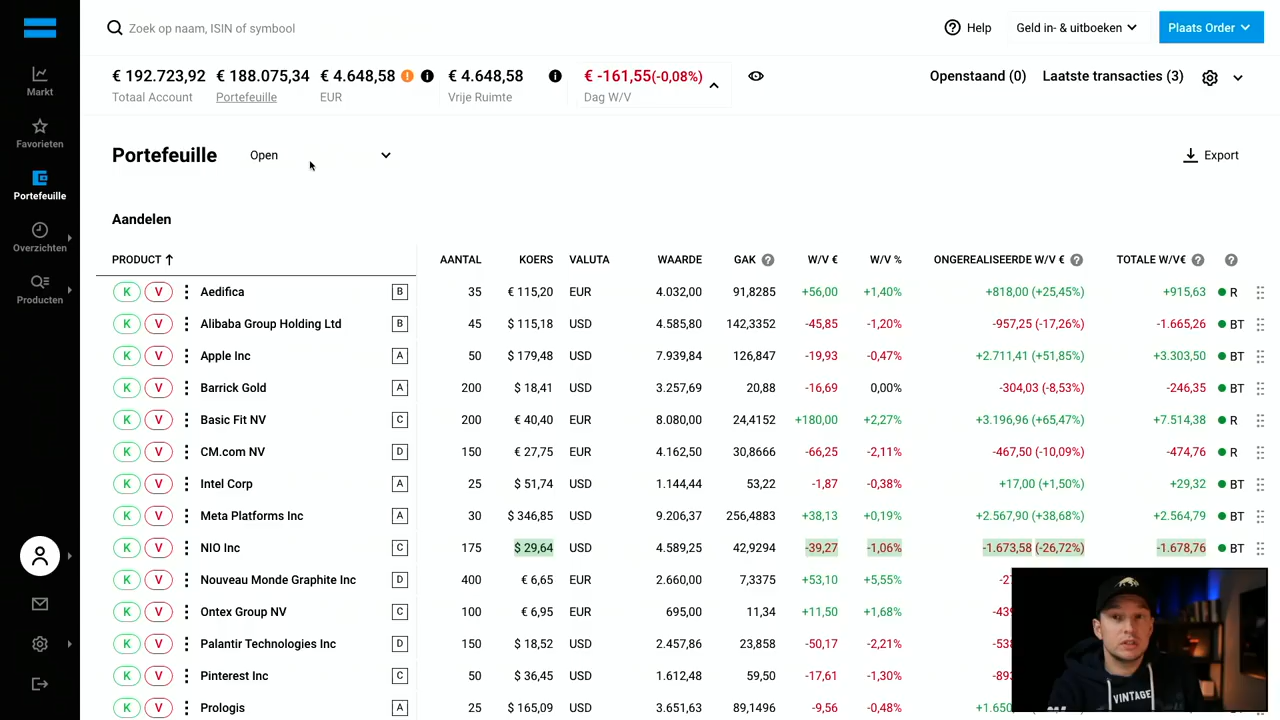 Zoek op naam, ISIN of symbool
Help
Geld in- & uitboeken
Plaats Order
€ 192.723,92 € 188.075,34 € 4.648,58 € 4.648,58 € -161,55(-0,08%)
Totaal Account Portefeuille EUR Vrije Ruimte Dag W/V
Openstaand (0) Laatste transacties (3)
Markt
Favorieten
Portefeuille
Overzichten
Producten
Portefeuille Open Export
Aandelen
PRODUCT AANTAL KOERS VALUTA WAARDE GAK W/V € W/V % ONGEREALISEERDE W/V € TOTALE W/V€
K V Aedifica B 35 € 115,20 EUR 4.032,00 91,8285 +56,00 +1,40% +818,00 (+25,45%) +915,63 R
K V Alibaba Group Holding Ltd B 45 $ 115,18 USD 4.585,80 142,3352 -45,85 -1,20% -957,25 (-17,26%) -1.665,26 BT
K V Apple Inc A 50 $ 179,48 USD 7.939,84 126,847 -19,93 -0,47% +2.711,41 (+51,85%) +3.303,50 BT
K V Barrick Gold A 200 $ 18,41 USD 3.257,69 20,88 -16,69 0,00% -304,03 (-8,53%) -246,35 BT
K V Basic Fit NV C 200 € 40,40 EUR 8.080,00 24,4152 +180,00 +2,27% +3.196,96 (+65,47%) +7.514,38 R
K V CM.com NV D 150 € 27,75 EUR 4.162,50 30,8666 -66,25 -2,11% -467,50 (-10,09%) -474,76 R
K V Intel Corp A 25 $ 51,74 USD 1.144,44 53,22 -1,87 -0,38% +17,00 (+1,50%) +29,32 BT
K V Meta Platforms Inc A 30 $ 346,85 USD 9.206,37 256,4883 +38,13 +0,19% +2.567,90 (+38,68%) +2.564,79 BT
K V NIO Inc C 175 $ 29,64 USD 4.589,25 42,9294 -39,27 -1,06% -1.673,58 (-26,72%) -1.678,76 BT
K V Nouveau Monde Graphite Inc D 400 € 6,65 EUR 2.660,00 7,3375 +53,10 +5,55%
K V Ontex Group NV C 100 € 6,95 EUR 695,00 11,34 +11,50 +1,68%
K V Palantir Technologies Inc D 150 $ 18,52 USD 2.457,86 23,858 -50,17 -2,21%
K V Pinterest Inc C 50 $ 36,45 USD 1.612,48 59,50 -17,61 -1,30%
K V Prologis A 25 $ 165,09 USD 3.651,63 89,1496 -9,56 -0,48%
VINTAGE